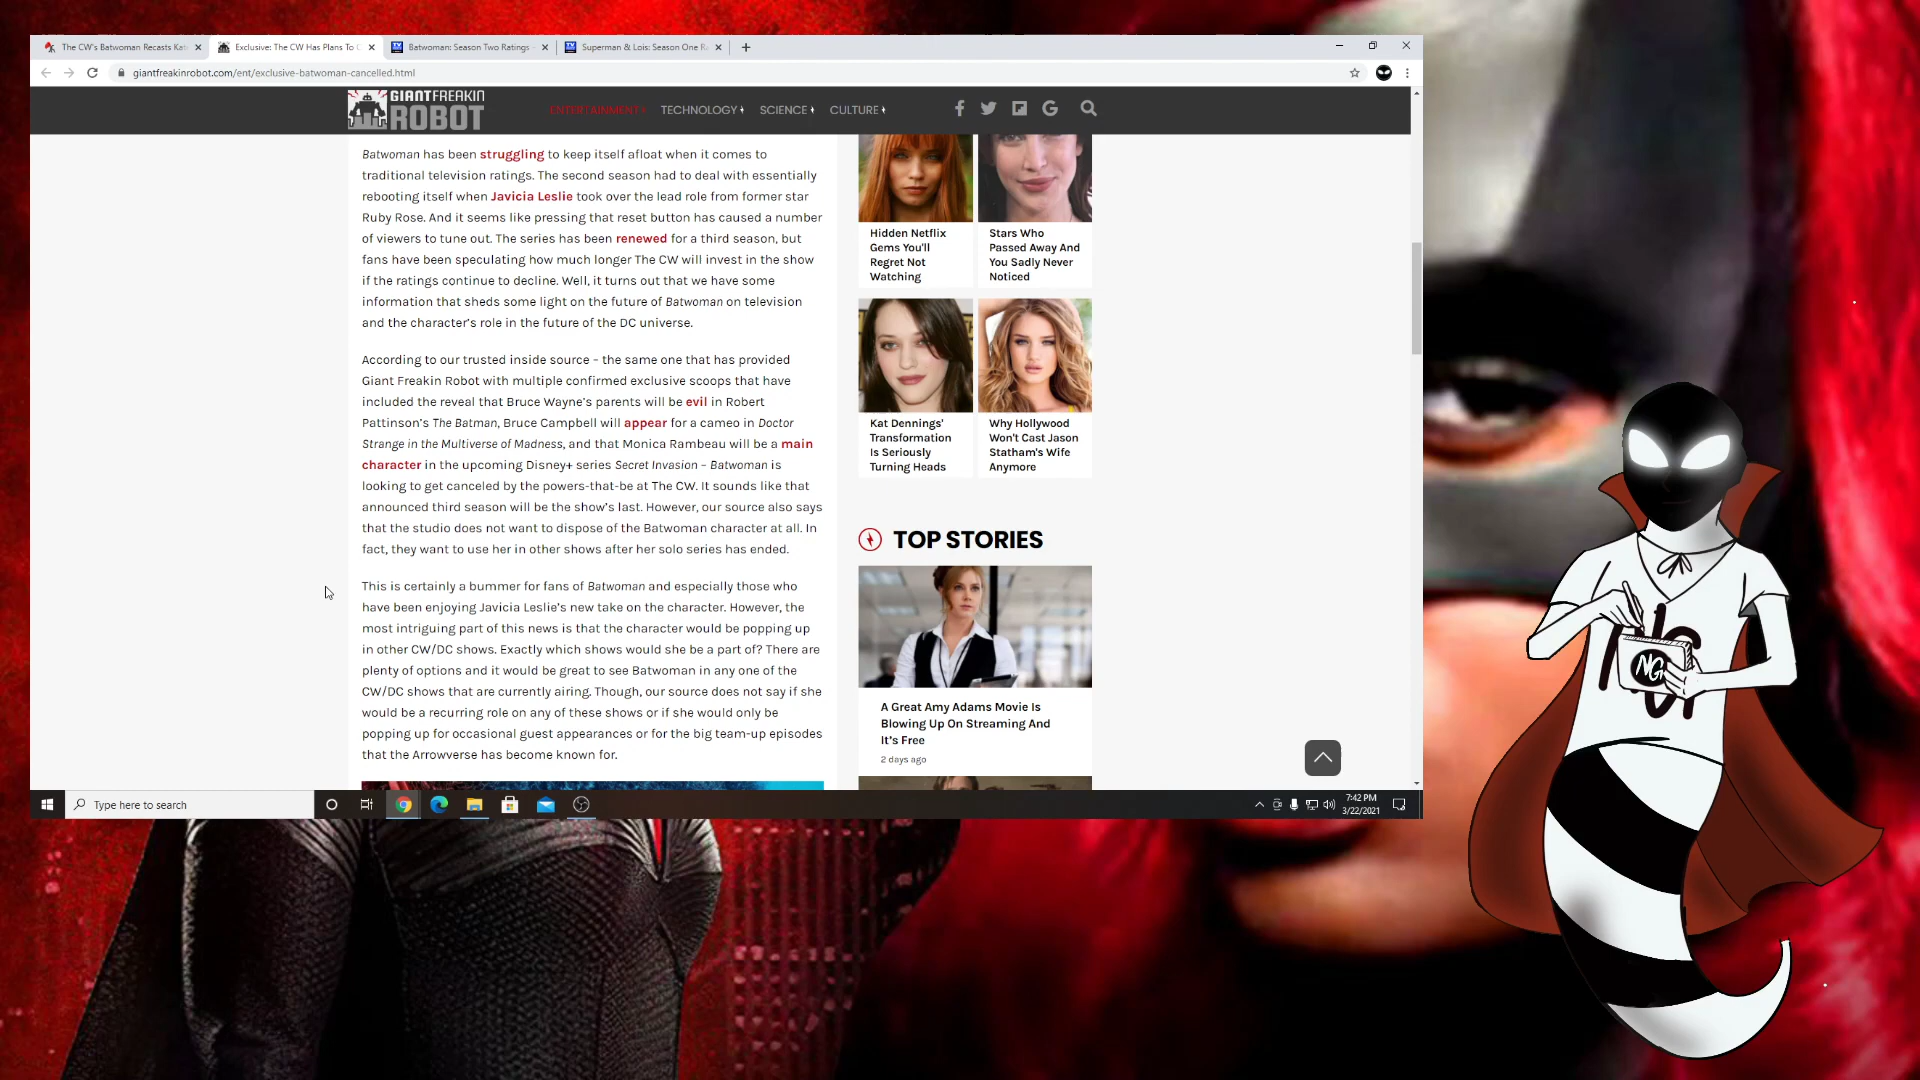 The CW's Batwoman Recasts Kat
Exclusive: The CW Has Plans To C
Batwoman: Season Two Ratings -
Superman & Lois: Season One Ra
giantfreakinrobot.com/ent/exclusive-batwoman-cancelled.html
GIANTFREAKIN
ROBOT
ENTERTAINMENT
TECHNOLOGY
SCIENCE
CULTURE
Batwoman has been struggling to keep itself afloat when it comes to
traditional television ratings. The second season had to deal with essentially
rebooting itself when Javicia Leslie took over the lead role from former star
Ruby Rose. And it seems like pressing that reset button has caused a number
of viewers to tune out. The series has been renewed for a third season, but
fans have been speculating how much longer The CW will invest in the show
if the ratings continue to decline. Well, it turns out that we have some
information that sheds some light on the future of Batwoman on television
and the character's role in the future of the DC universe.
According to our trusted inside source – the same one that has provided
Giant Freakin Robot with multiple confirmed exclusive scoops that have
included the reveal that Bruce Wayne's parents will be evil in Robert
Pattinson's The Batman, Bruce Campbell will appear for a cameo in Doctor
Strange in the Multiverse of Madness, and that Monica Rambeau will be a main
character in the upcoming Disney+ series Secret Invasion – Batwoman is
looking to get canceled by the powers-that-be at The CW. It sounds like that
announced third season will be the show's last. However, our source also says
that the studio does not want to dispose of the Batwoman character at all. In
fact, they want to use her in other shows after her solo series has ended.
This is certainly a bummer for fans of Batwoman and especially those who
have been enjoying Javicia Leslie's new take on the character. However, the
most intriguing part of this news is that the character would be popping up
in other CW/DC shows. Exactly which shows would she be a part of? There are
plenty of options and it would be great to see Batwoman in any one of the
CW/DC shows that are currently airing. Though, our source does not say if she
would be a recurring role on any of these shows or if she would only be
popping up for occasional guest appearances or for the big team-up episodes
that the Arrowverse has become known for.
Hidden Netflix
Gems You'll
Regret Not
Watching
Stars Who
Passed Away And
You Sadly Never
Noticed
Kat Dennings'
Transformation
Is Seriously
Turning Heads
Why Hollywood
Won't Cast Jason
Statham's Wife
Anymore
TOP STORIES
A Great Amy Adams Movie Is
Blowing Up On Streaming And
It's Free
2 days ago
NG
Type here to search
7:42 PM
3/22/2021